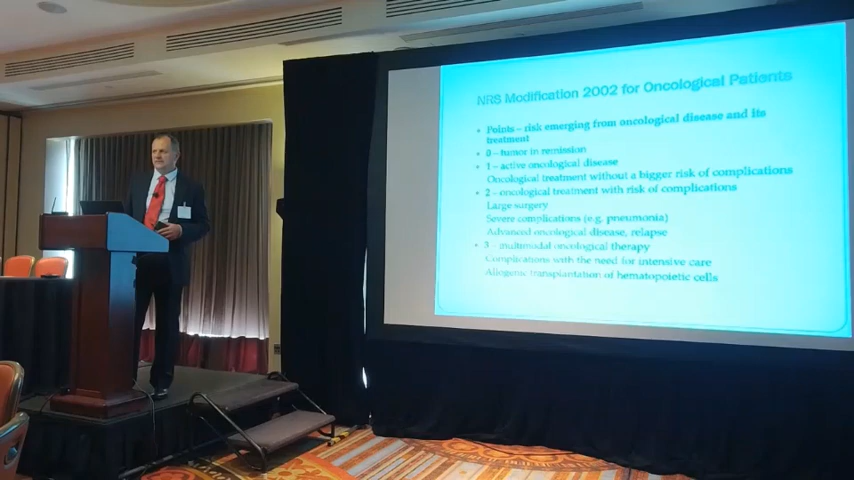 NRS Modification 2002 for Oncological Patients
• Points – risk emerging from oncological disease and its
treatment
• 0 – tumor in remission
• 1 – active oncological disease
Oncological treatment without a bigger risk of complications
• 2 – oncological treatment with risk of complications
Large surgery
Severe complications (e.g. pneumonia)
Advanced oncological disease, relapse
• 3 – multimodal oncological therapy
Complications with the need for intensive care
Allogenic transplantation of hematopoietic cells